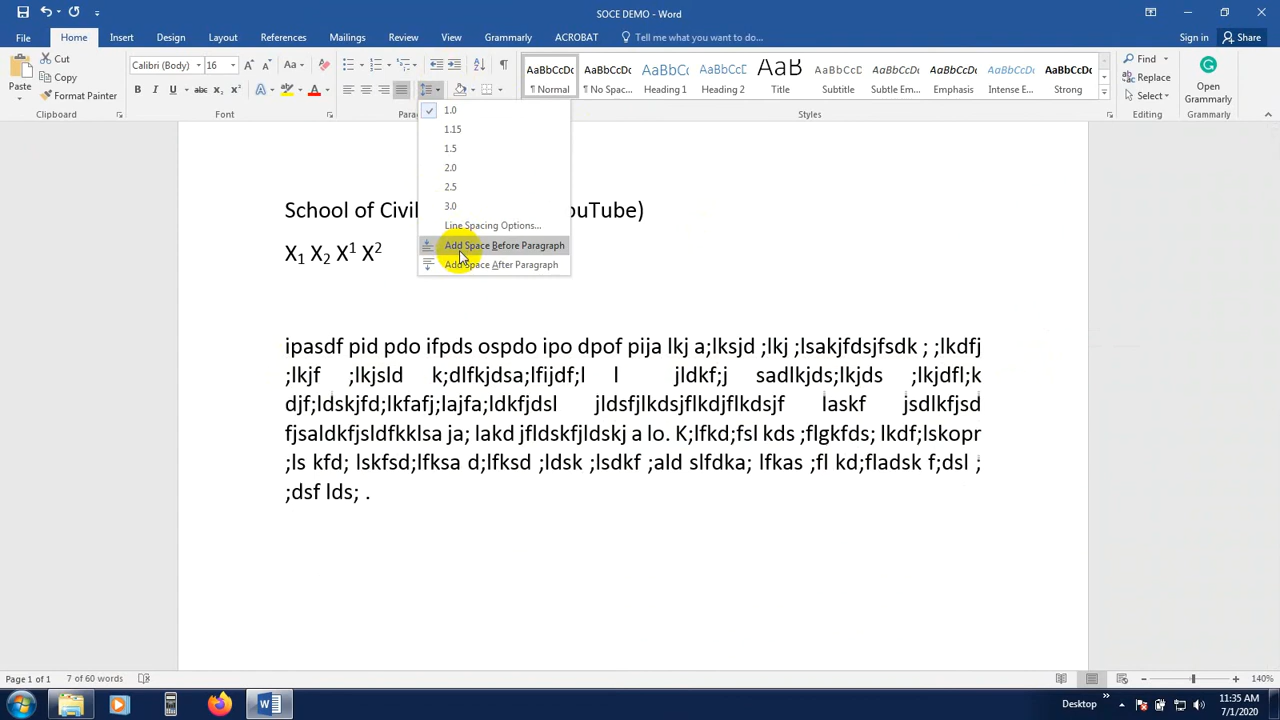 SOCE DEMO - Word
File Home Insert Design Layout References Mailings Review View Grammarly ACROBAT Tell me what you want to do... Sign in Share
Paste
Cut
Copy
Format Painter
Clipboard
Calibri (Body) 16
Font
¶
AaBbCcDc ¶ Normal
AaBbCcDc ¶ No Spac...
AaBbCc Heading 1
AaBbCcE Heading 2
AaB Title
AaBbCcD Subtitle
AaBbCcDc Subtle Em...
AaBbCcDc Emphasis
AaBbCcDc Intense E...
AaBbCcDc Strong
Styles
Find
Replace
Select
Editing
Open
Grammarly
Grammarly
1.0
1.15
1.5
2.0
2.5
3.0
Line Spacing Options...
Add Space Before Paragraph
Add Space After Paragraph
School of Civil
uTube)
X₁ X₂ X¹ X²
ipasdf pid pdo ifpds ospdo ipo dpof pija lkj a;lksjd ;lkj ;lsakjfdsjfsdk ; ;lkdfj
;lkjf ;lkjsld k;dlfkjdsa;lfijdf;l l jldkf;j sadlkjds;lkjds ;lkjdfl;k
djf;ldskjfd;lkfafj;lajfa;ldkfjdsl jldsfjlkdsjflkdjflkdsjf laskf jsdlkfjsd
fjsaldkfjsldfkklsa ja; lakd jfldskfjldskj a lo. K;lfkd;fsl kds ;flgkfds; lkdf;lskopr
;ls kfd; lskfsd;lfksa d;lfksd ;ldsk ;lsdkf ;ald slfdka; lfkas ;fl kd;fladsk f;dsl ;
;dsf lds; .
Page 1 of 1 7 of 60 words 140%
Desktop
11:35 AM
7/1/2020